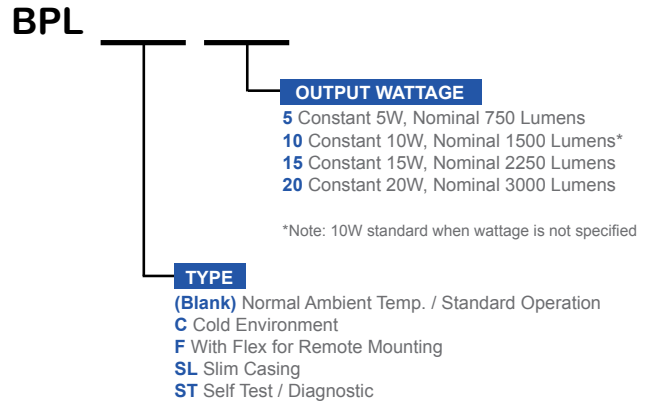 BPL
OUTPUT WATTAGE
5 Constant 5W, Nominal 750 Lumens
10 Constant 10W, Nominal 1500 Lumens*
15 Constant 15W, Nominal 2250 Lumens
20 Constant 20W, Nominal 3000 Lumens
*Note: 10W standard when wattage is not specified
TYPE
(Blank) Normal Ambient Temp. / Standard Operation
C Cold Environment
F With Flex for Remote Mounting
SL Slim Casing
ST Self Test / Diagnostic